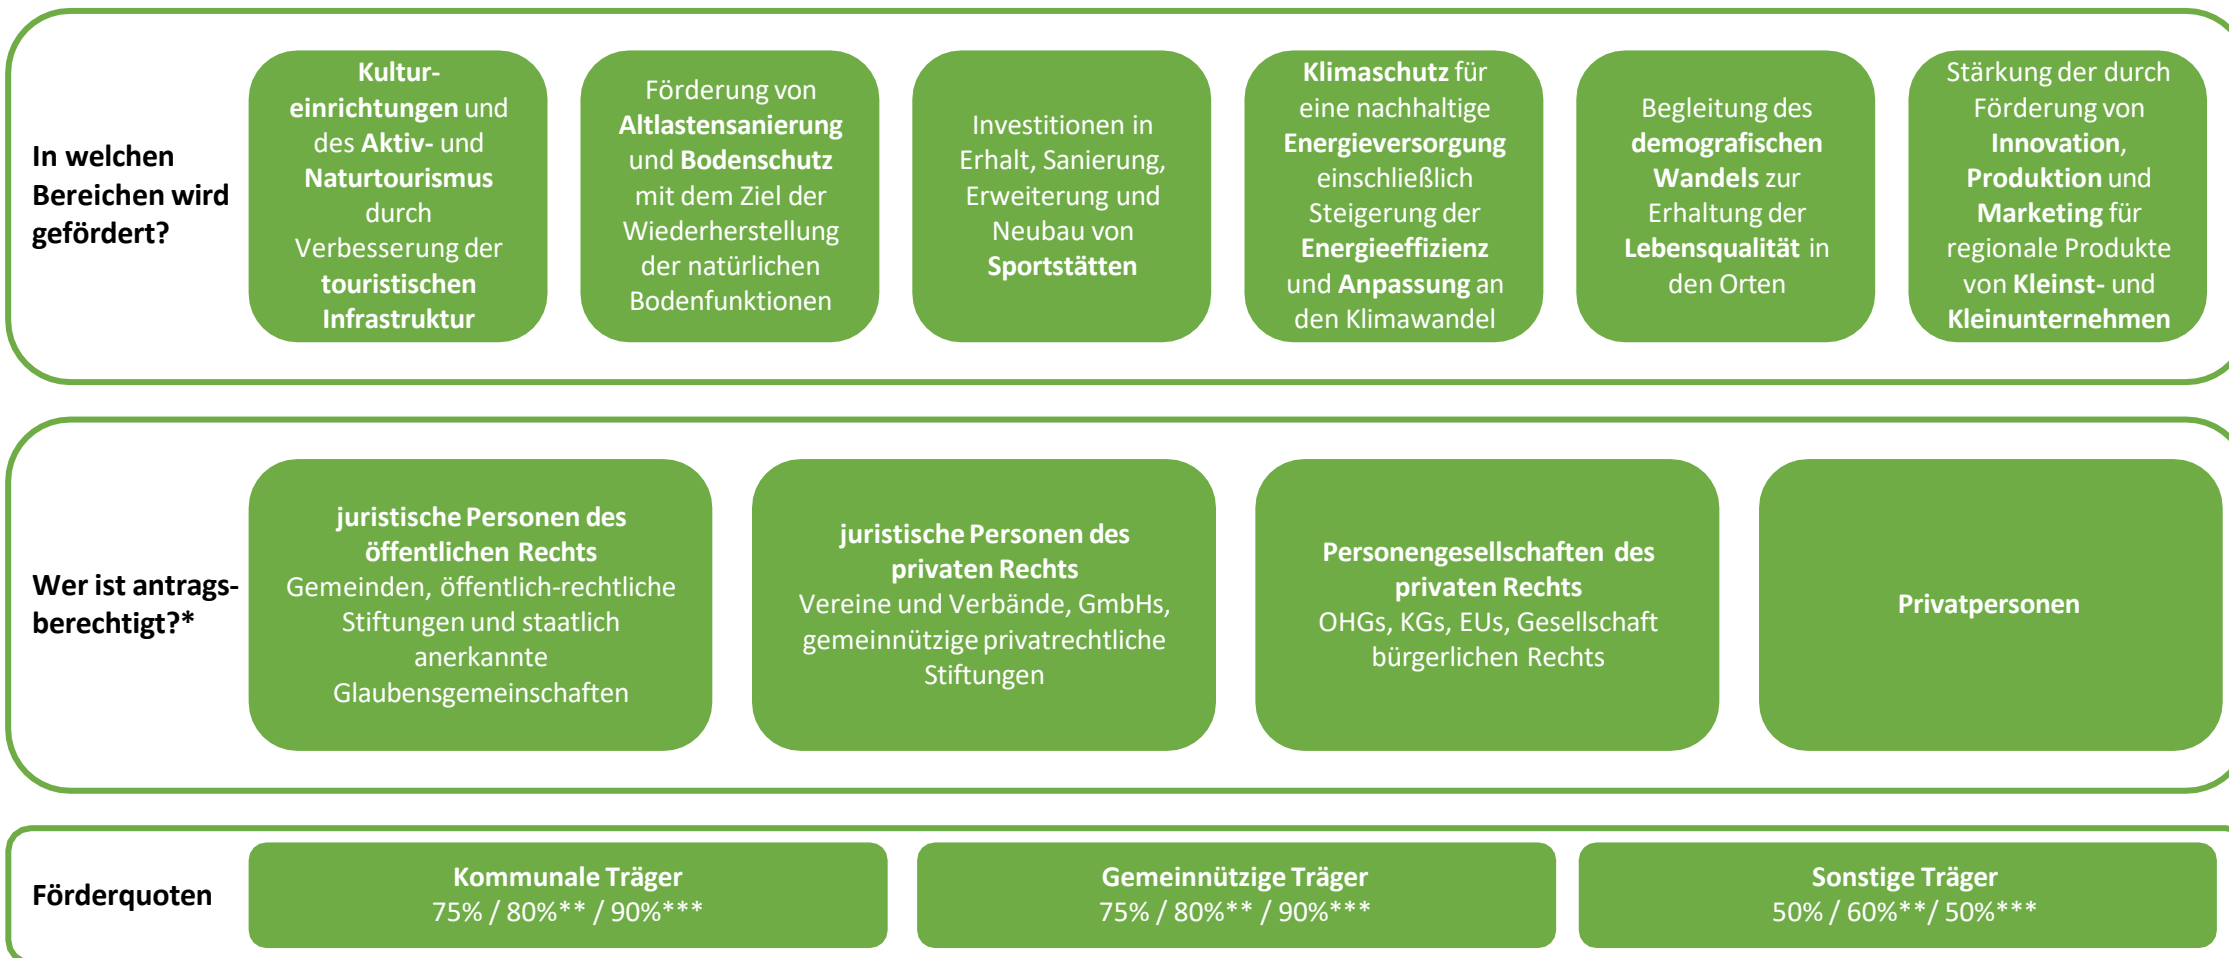 In welchen
Bereichen wird
gefördert?
Kultur-
einrichtungen und
des Aktiv- und
Naturtourismus
durch
Verbesserung der
touristischen
Infrastruktur
Förderung von
Altlastensanierung
und Bodenschutz
mit dem Ziel der
Wiederherstellung
der natürlichen
Bodenfunktionen
Investitionen in
Erhalt, Sanierung,
Erweiterung und
Neubau von
Sportstätten
Klimaschutz für
eine nachhaltige
Energieversorgung
einschließlich
Steigerung der
Energieeffizienz
und Anpassung an
den Klimawandel
Begleitung des
demografischen
Wandels zur
Erhaltung der
Lebensqualität in
den Orten
Stärkung der durch
Förderung von
Innovation,
Produktion und
Marketing für
regionale Produkte
von Kleinst- und
Kleinunternehmen
Wer ist antrags-
berechtigt?*
juristische Personen des
öffentlichen Rechts
Gemeinden, öffentlich-rechtliche
Stiftungen und staatlich
anerkannte
Glaubensgemeinschaften
juristische Personen des
privaten Rechts
Vereine und Verbände, GmbHs,
gemeinnützige privatrechtliche
Stiftungen
Personengesellschaften des
privaten Rechts
OHGs, KGs, EUs, Gesellschaft
bürgerlichen Rechts
Privatpersonen
Förderquoten
Kommunale Träger
75% / 80%** / 90%***
Gemeinnützige Träger
75% / 80%** / 90%***
Sonstige Träger
50% / 60%**/ 50%***